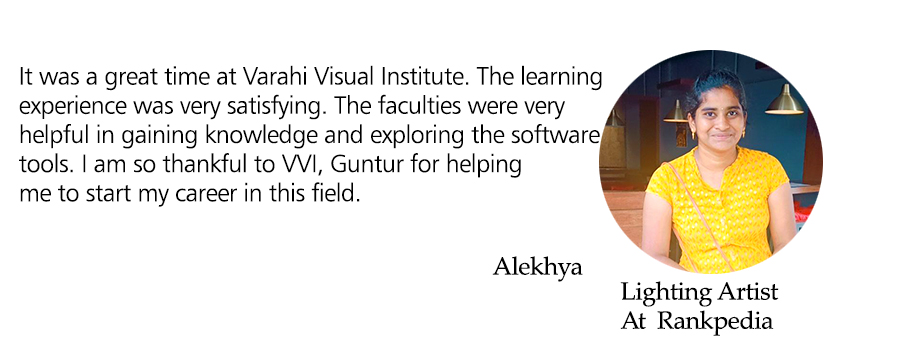 It was a great time at Varahi Visual Institute. The learning
experience was very satisfying. The faculties were very
helpful in gaining knowledge and exploring the software
tools. I am so thankful to VVI, Guntur for helping
me to start my career in this field.
Alekhya
Lighting Artist
At Rankpedia